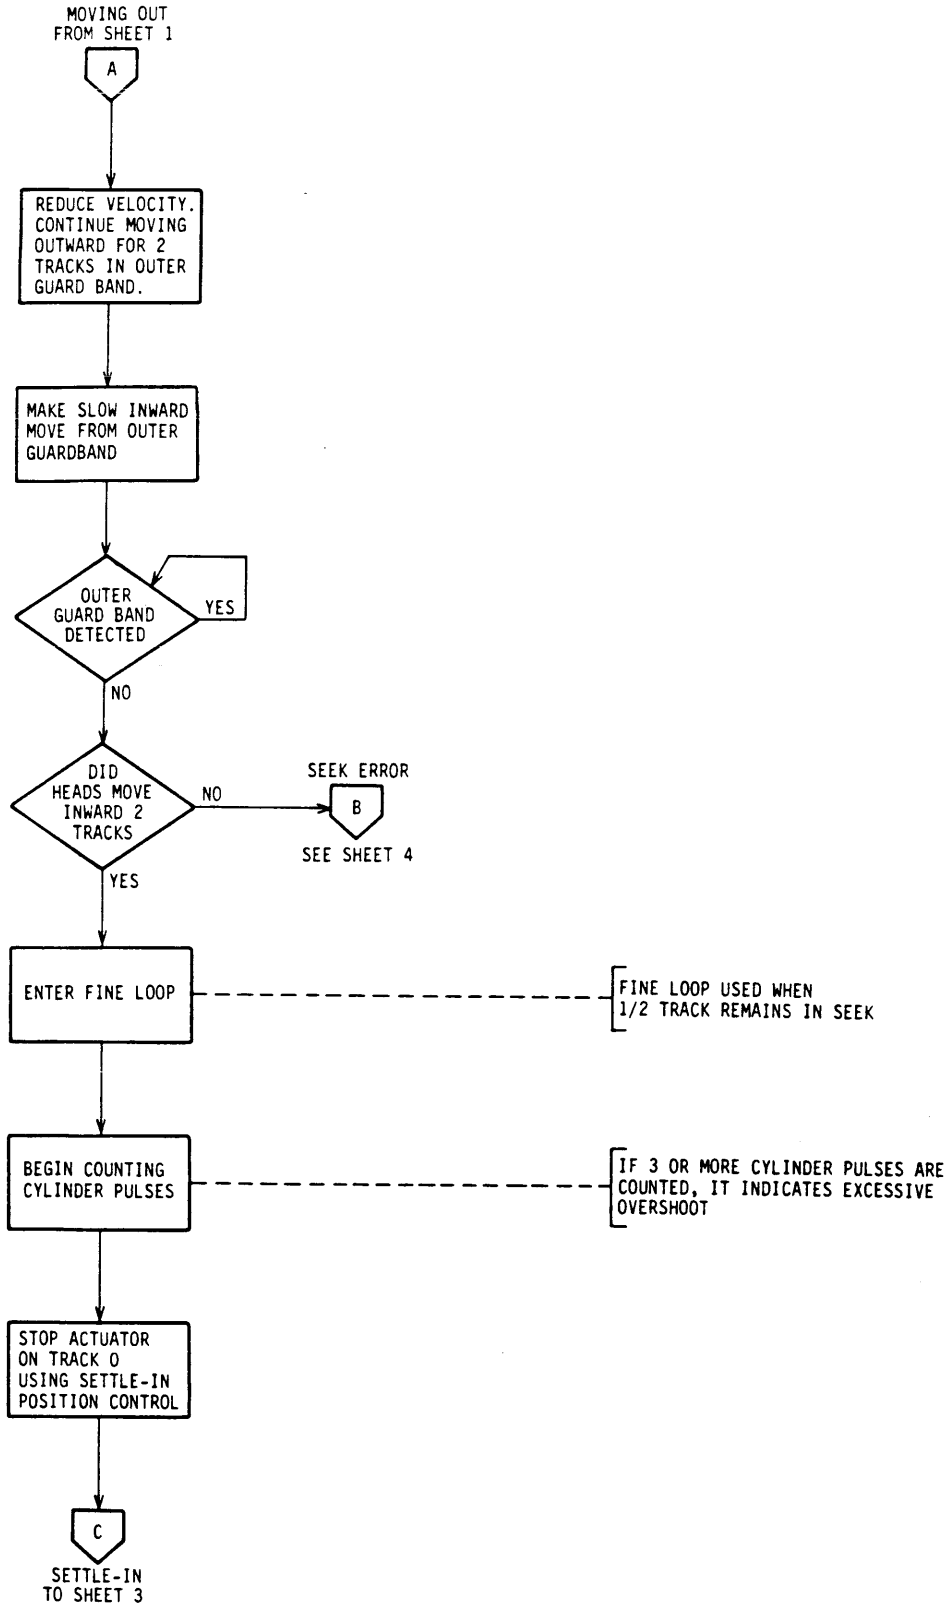 MOVING OUT
FROM SHEET 1
A
REDUCE VELOCITY.
CONTINUE MOVING
OUTWARD FOR 2
TRACKS IN OUTER
GUARD BAND.
MAKE SLOW INWARD
MOVE FROM OUTER
GUARDBAND
OUTER
GUARD BAND
DETECTED
YES
NO
DID
HEADS MOVE
INWARD 2
TRACKS
NO
SEEK ERROR
B
SEE SHEET 4
YES
ENTER FINE LOOP
FINE LOOP USED WHEN
1/2 TRACK REMAINS IN SEEK
BEGIN COUNTING
CYLINDER PULSES
IF 3 OR MORE CYLINDER PULSES ARE
COUNTED, IT INDICATES EXCESSIVE
OVERSHOOT
STOP ACTUATOR
ON TRACK 0
USING SETTLE-IN
POSITION CONTROL
C
SETTLE-IN
TO SHEET 3